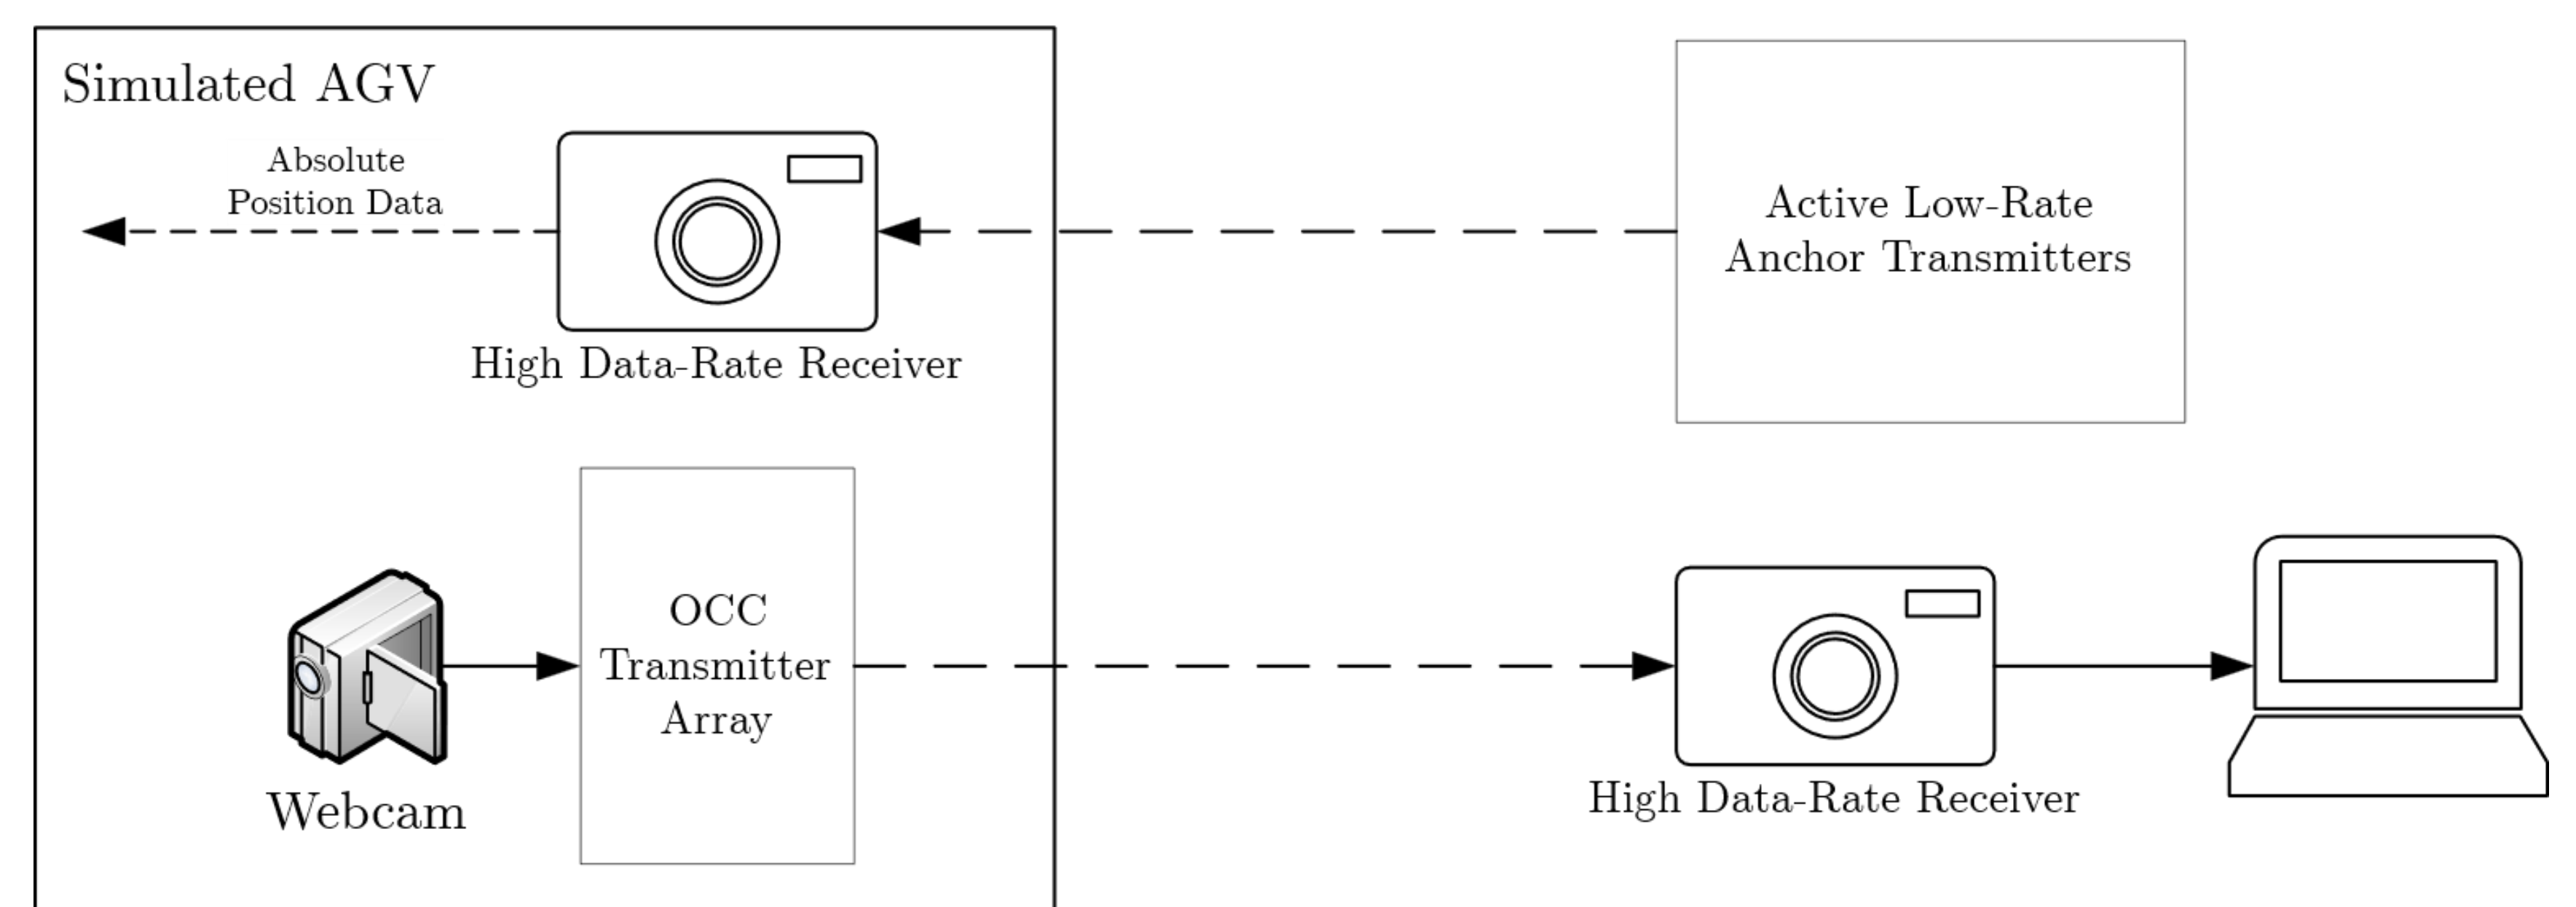 Simulated AGV
Absolute
Position Data
High Data-Rate Receiver
Active Low-Rate
Anchor Transmitters
OCC
Transmitter
Array
Webcam
High Data-Rate Receiver